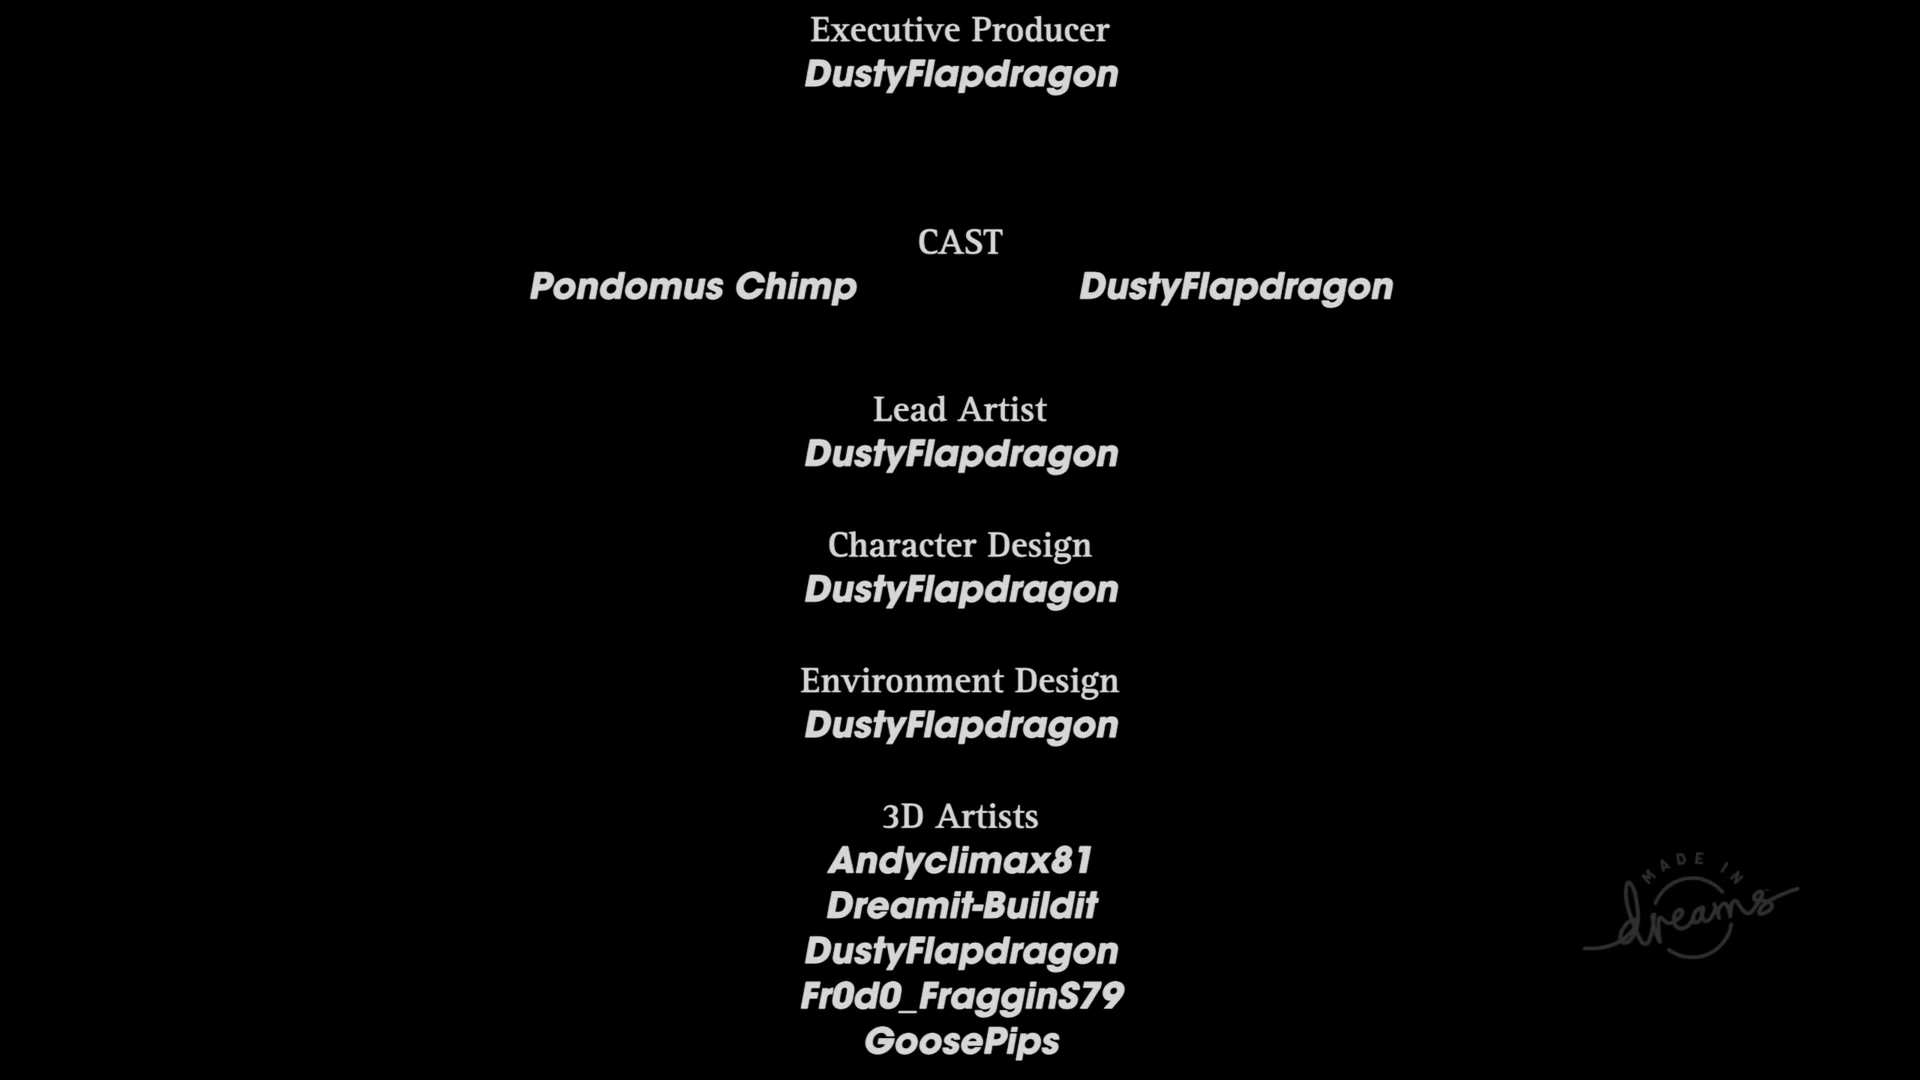 Executive Producer
DustyFlapdragon
CAST
Pondomus Chimp DustyFlapdragon
Lead Artist
DustyFlapdragon
Character Design
DustyFlapdragon
Environment Design
DustyFlapdragon
3D Artists
Andyclimax81
Dreamit-Buildit
DustyFlapdragon
Fr0d0_FragginS79
GoosePips
MADE IN
dreams